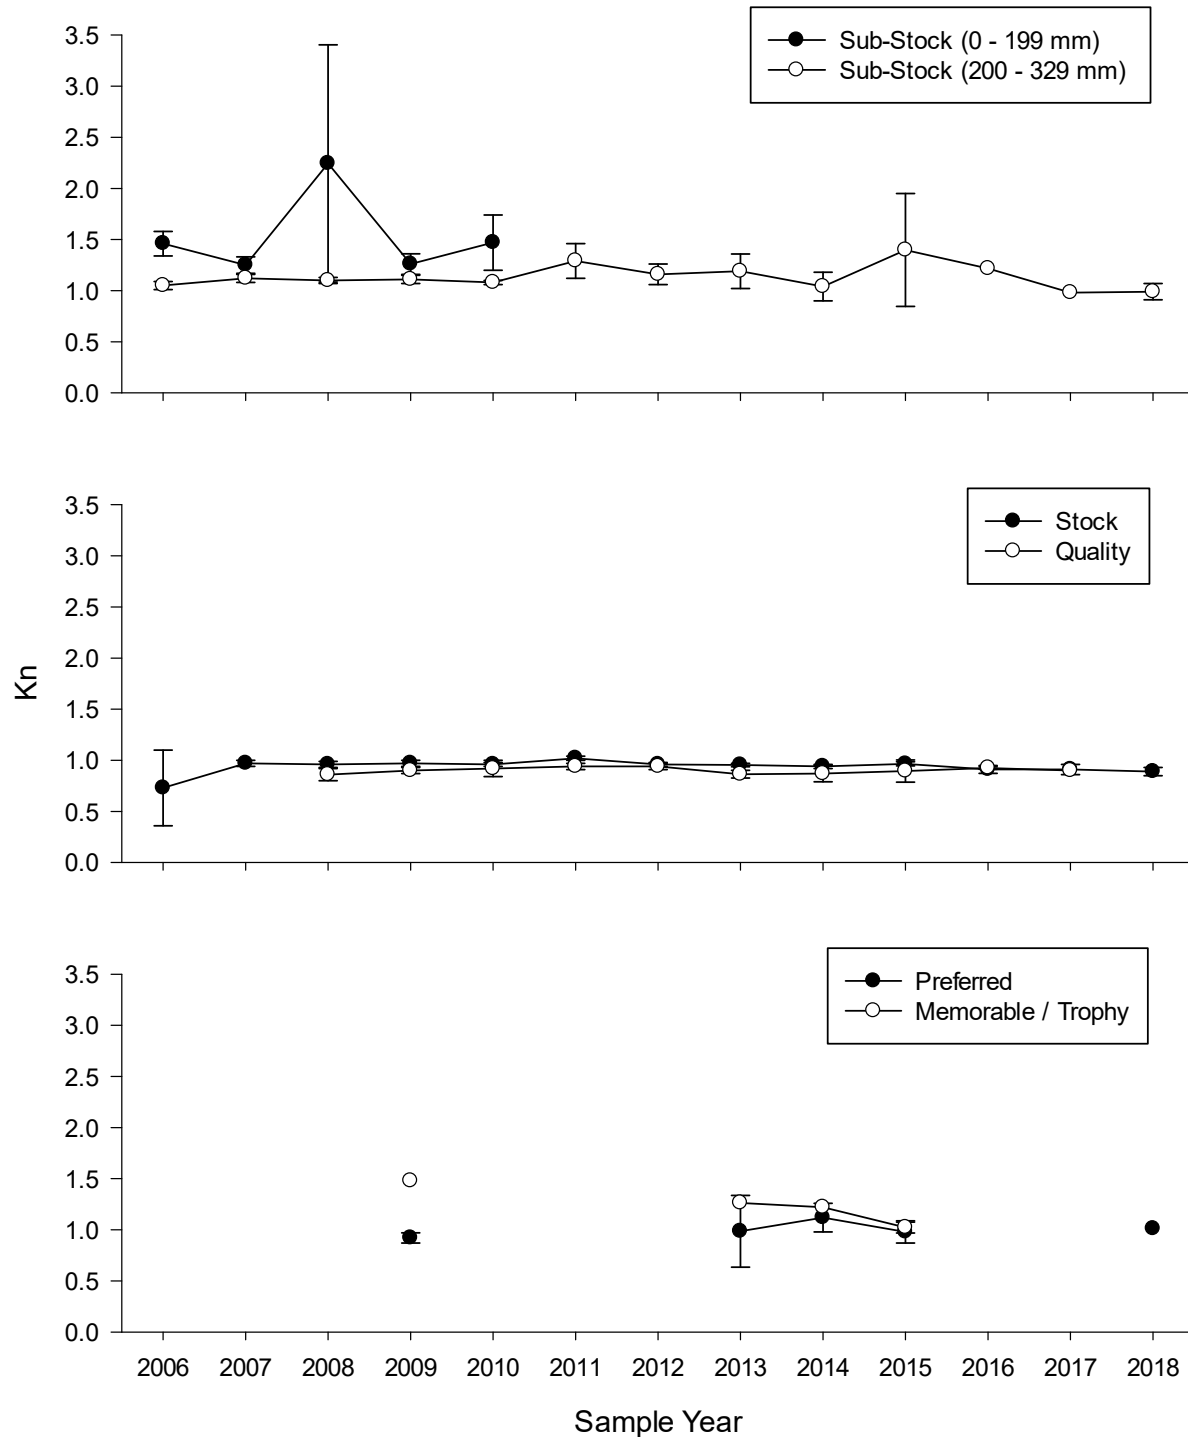 Sub-Stock (0 - 199 mm)
Sub-Stock (200 - 329 mm)
3.5
3.0
2.5
2.0
1.5
1.0
0.5
0.0
Stock
Quality
3.5
3.0
2.5
2.0
1.5
1.0
0.5
0.0
Kn
Preferred
Memorable / Trophy
3.5
3.0
2.5
2.0
1.5
1.0
0.5
0.0
2006 2007 2008 2009 2010 2011 2012 2013 2014 2015 2016 2017 2018
Sample Year